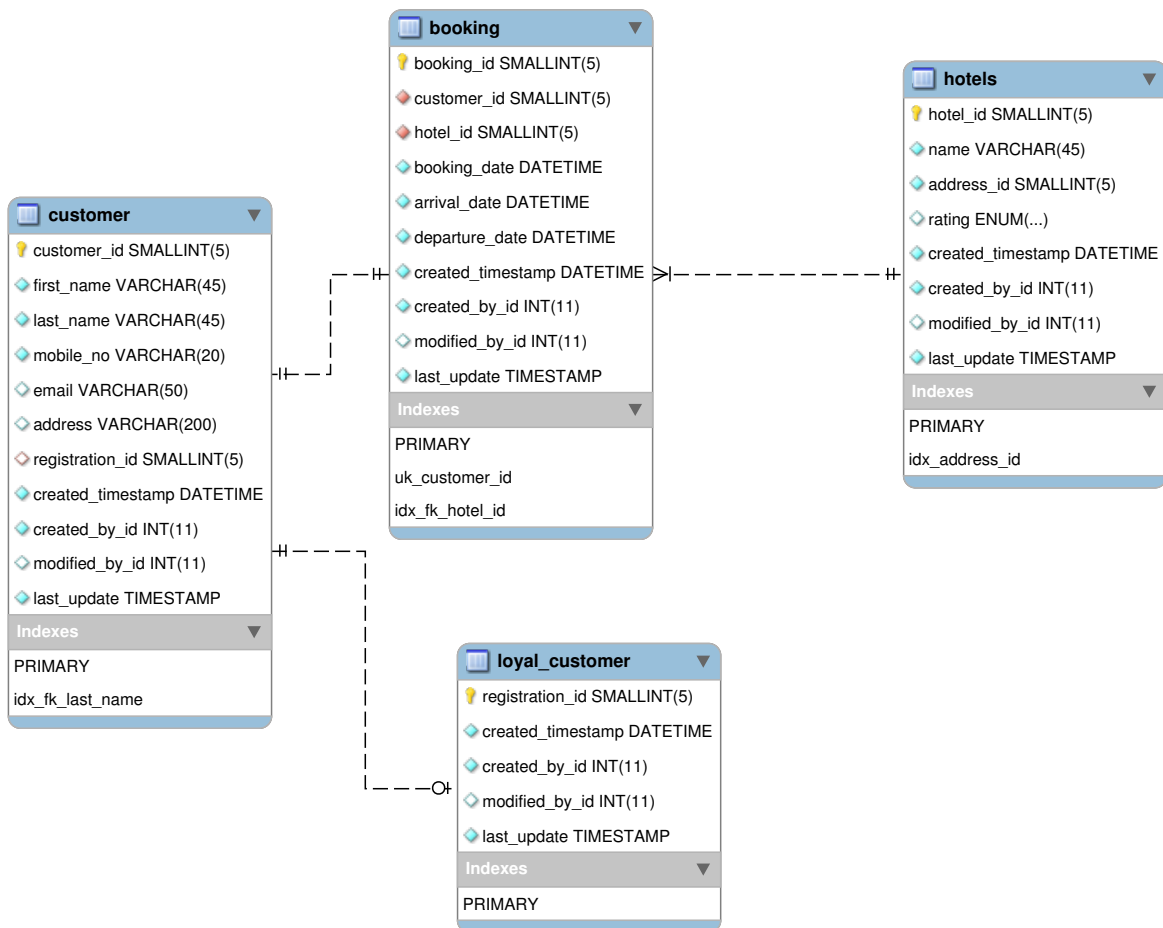 booking
booking_id SMALLINT(5)
customer_id SMALLINT(5)
hotel_id SMALLINT(5)
booking_date DATETIME
arrival_date DATETIME
departure_date DATETIME
created_timestamp DATETIME
created_by_id INT(11)
modified_by_id INT(11)
last_update TIMESTAMP
Indexes
PRIMARY
uk_customer_id
idx_fk_hotel_id
hotels
hotel_id SMALLINT(5)
name VARCHAR(45)
address_id SMALLINT(5)
rating ENUM(...)
created_timestamp DATETIME
created_by_id INT(11)
modified_by_id INT(11)
last_update TIMESTAMP
Indexes
PRIMARY
idx_address_id
customer
customer_id SMALLINT(5)
first_name VARCHAR(45)
last_name VARCHAR(45)
mobile_no VARCHAR(20)
email VARCHAR(50)
address VARCHAR(200)
registration_id SMALLINT(5)
created_timestamp DATETIME
created_by_id INT(11)
modified_by_id INT(11)
last_update TIMESTAMP
Indexes
PRIMARY
idx_fk_last_name
loyal_customer
registration_id SMALLINT(5)
created_timestamp DATETIME
created_by_id INT(11)
modified_by_id INT(11)
last_update TIMESTAMP
Indexes
PRIMARY